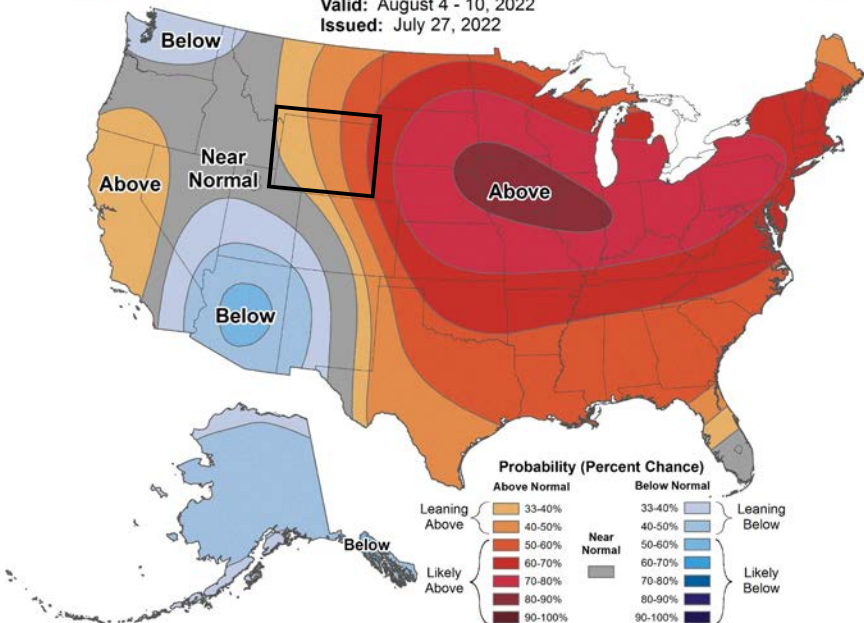 Valid: August 4 - 10, 2022
Issued: July 27, 2022
Below
Near
Normal
Above
Above
Below
Below
Probability (Percent Chance)
Above Normal
Below Normal
Leaning
Above
33-40%
40-50%
Likely
Above
50-60%
60-70%
70-80%
80-90%
90-100%
Near
Normal
33-40%
40-50%
Leaning
Below
50-60%
60-70%
70-80%
80-90%
90-100%
Likely
Below